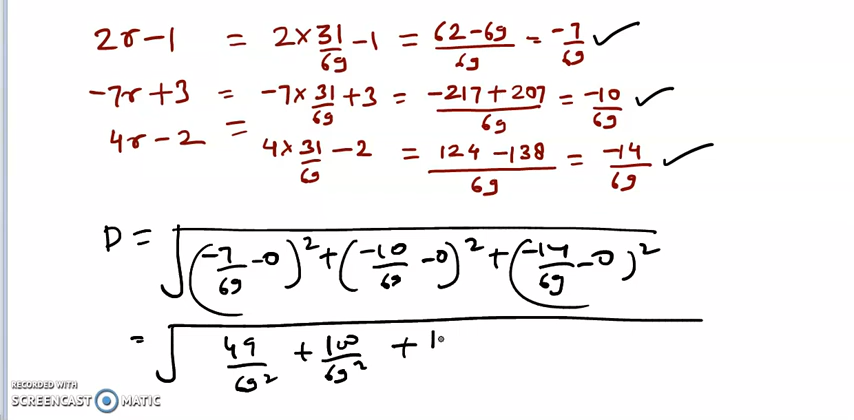 2r-1 = 2×31/69 -1 = 62-69/69 = -7/69 ✓
-7r+3 = -7×31/69 +3 = -217+207/69 = -10/69 ✓
4r-2 = 4×31/69 -2 = 124-138/69 = -14/69 ✓
D = √(-7/69 -0)² + (-10/69 -0)² + (-14/69 -0)²
= √49/69² + 100/69² + 1
RECORDED WITH
SCREENCAST MATIC